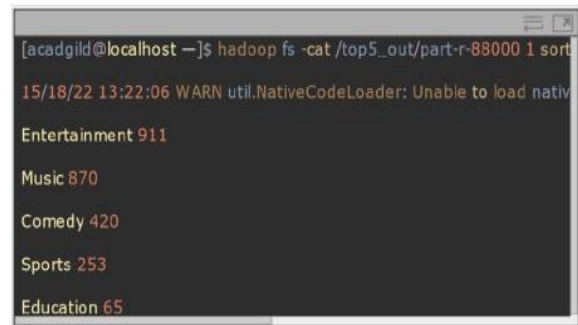 [acadgild@localhost —]$ hadoop fs -cat /top5_out/part-r-88000 1 sort
15/18/22 13:22:06 WARN util.NativeCodeLoader: Unable to load nativ
Entertainment 911
Music 870
Comedy 420
Sports 253
Education 65